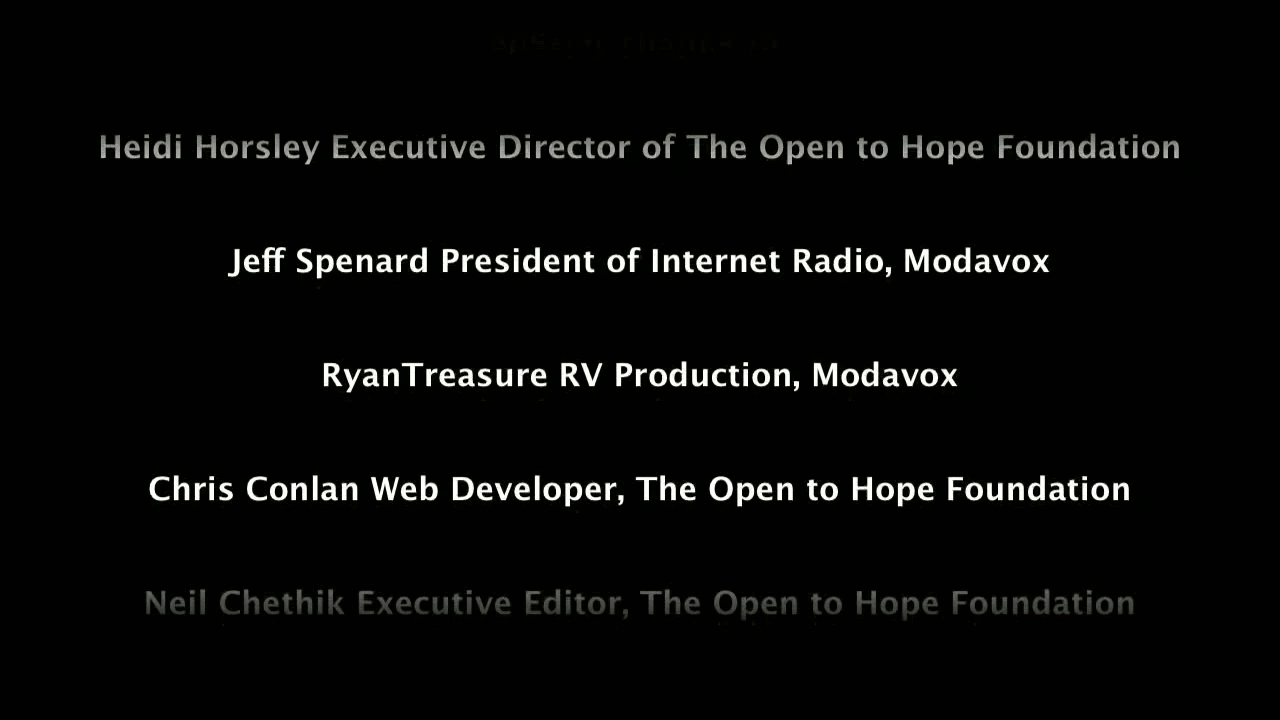 Heidi Horsley Executive Director of The Open to Hope Foundation
Jeff Spenard President of Internet Radio, Modavox
RyanTreasure RV Production, Modavox
Chris Conlan Web Developer, The Open to Hope Foundation
Neil Chethik Executive Editor, The Open to Hope Foundation